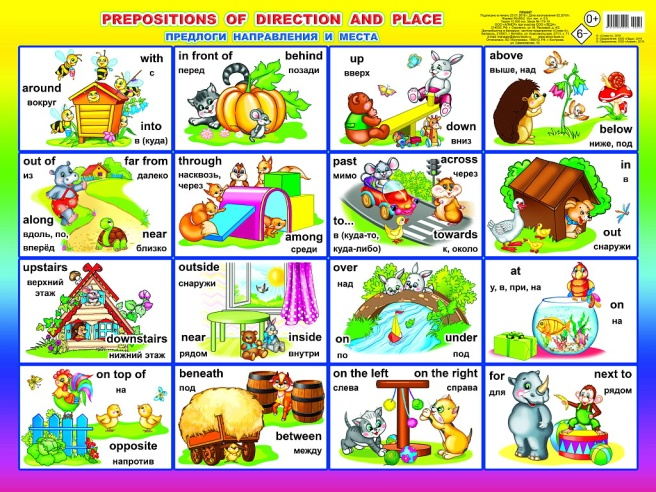 PREPOSITIONS OF DIRECTION AND PLACE
ПРЕДЛОГИ НАПРАВЛЕНИЯ И МЕСТА
0+
6–
with
с
around
вокруг
into
в (куда)
in front of
перед
behind
позади
up
вверх
down
вниз
above
выше, над
below
ниже, под
out of
из
far from
далеко
along
вдоль, по,
вперёд
near
близко
through
насквозь,
через
among
среди
past
мимо
across
через
to...
в (куда-то,
куда-либо)
towards
к, около
in
в
out
снаружи
upstairs
верхний
этаж
downstairs
нижний этаж
outside
снаружи
near
рядом
inside
внутри
over
над
on
по
under
под
at
у, в, при, на
on
на
on top of
на
opposite
напротив
beneath
под
between
между
on the left
слева
on the right
справа
for
для
next to
рядом